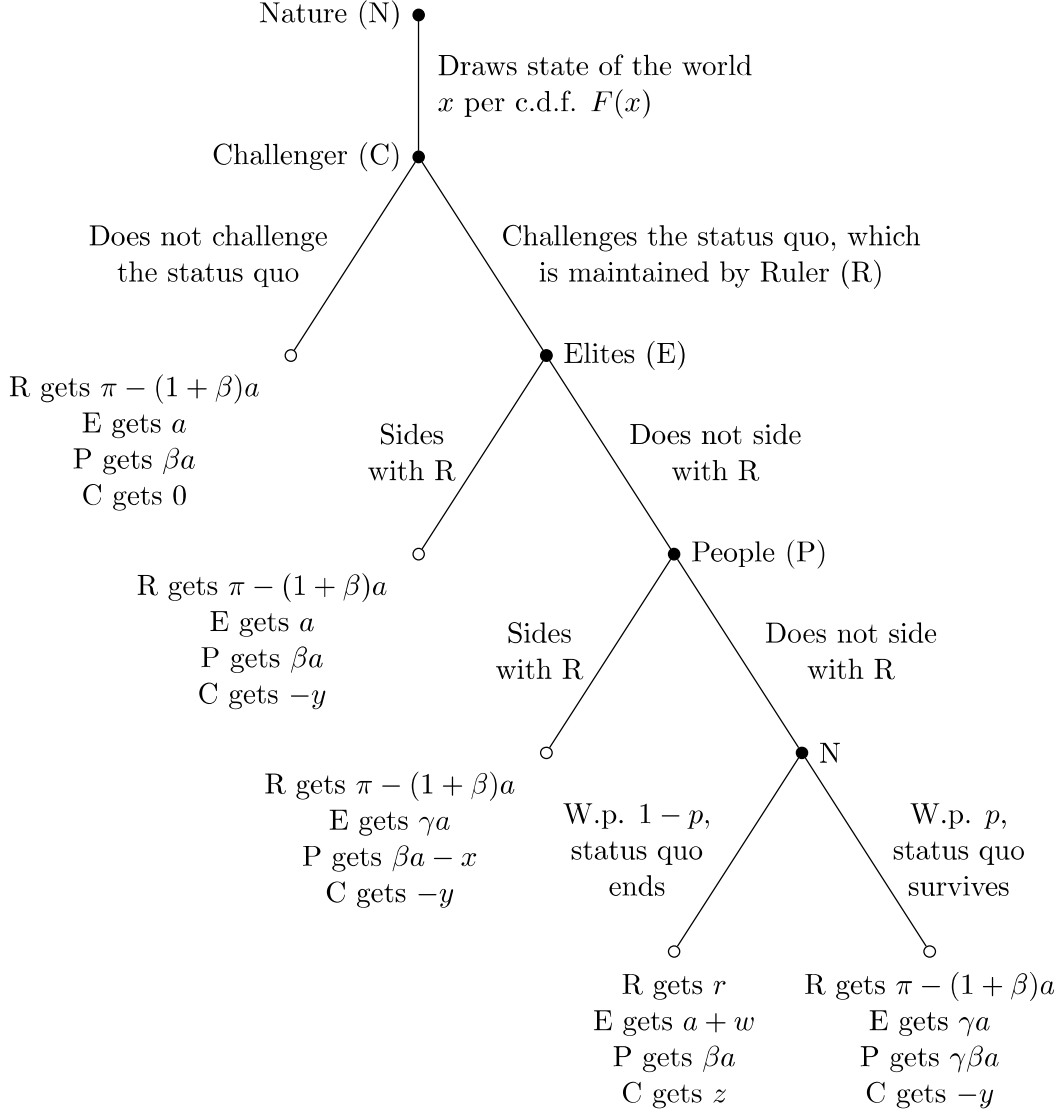 Nature (N)
Draws state of the world
x per c.d.f. F(x)
Challenger (C)
Does not challenge
the status quo
Challenges the status quo, which
is maintained by Ruler (R)
Elites (E)
R gets π − (1 + β)a
E gets a
P gets βa
C gets 0
Sides
with R
Does not side
with R
People (P)
R gets π − (1 + β)a
E gets a
P gets βa
C gets −y
Sides
with R
Does not side
with R
N
R gets π − (1 + β)a
E gets γa
P gets βa − x
C gets −y
W.p. 1 − p,
status quo
ends
W.p. p,
status quo
survives
R gets r
E gets a + w
P gets βa
C gets z
R gets π − (1 + β)a
E gets γa
P gets γβa
C gets −y